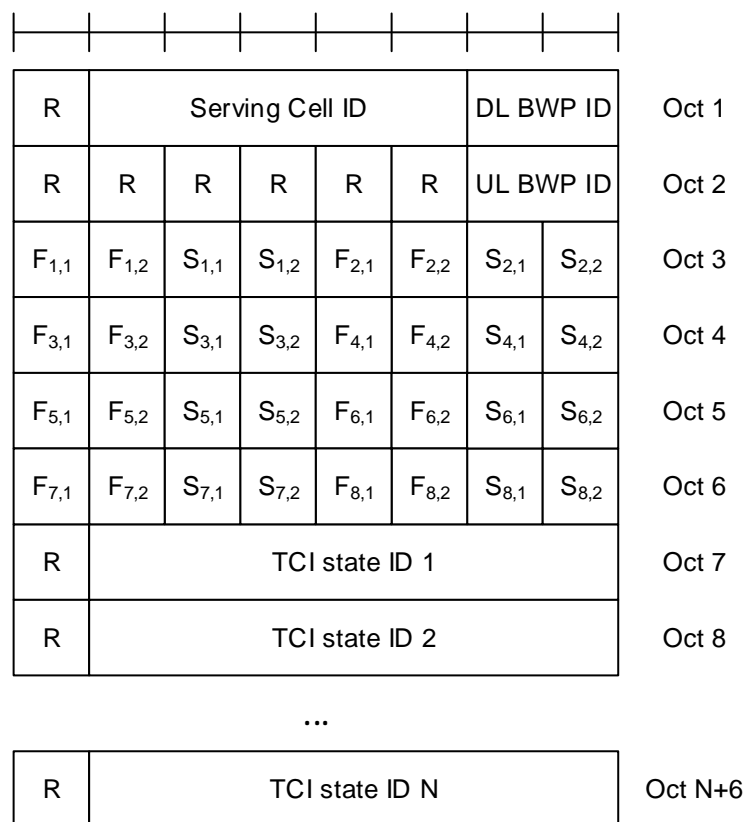 R Serving Cell ID DL BWP ID Oct 1
R R R R R R UL BWP ID Oct 2
F1,1 F1,2 S1,1 S1,2 F2,1 F2,2 S2,1 S2,2 Oct 3
F3,1 F3,2 S3,1 S3,2 F4,1 F4,2 S4,1 S4,2 Oct 4
F5,1 F5,2 S5,1 S5,2 F6,1 F6,2 S6,1 S6,2 Oct 5
F7,1 F7,2 S7,1 S7,2 F8,1 F8,2 S8,1 S8,2 Oct 6
R TCI state ID 1 Oct 7
R TCI state ID 2 Oct 8
...
R TCI state ID N Oct N+6